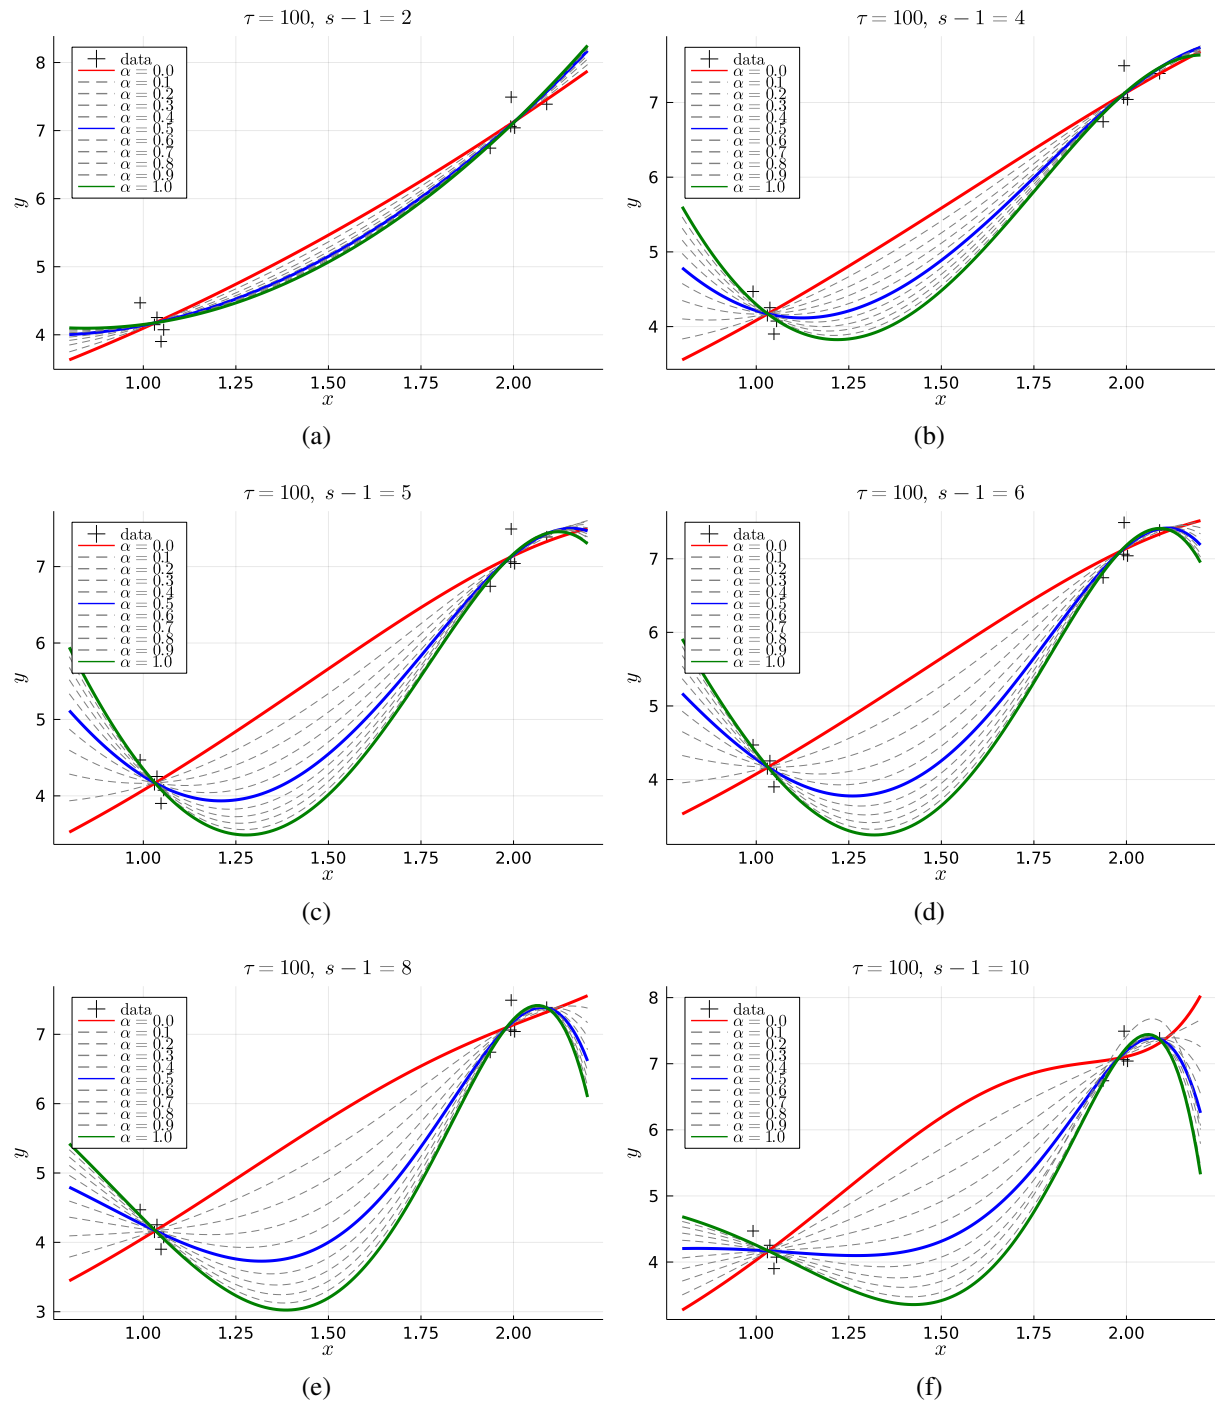 τ = 100, s − 1 = 2
8
7
6
5
4
y
data
α = 0.0
α = 0.1
α = 0.2
α = 0.3
α = 0.4
α = 0.5
α = 0.6
α = 0.7
α = 0.8
α = 0.9
α = 1.0
1.00 1.25 1.50 1.75 2.00
x
(a)
τ = 100, s − 1 = 4
7
6
5
4
y
data
α = 0.0
α = 0.1
α = 0.2
α = 0.3
α = 0.4
α = 0.5
α = 0.6
α = 0.7
α = 0.8
α = 0.9
α = 1.0
1.00 1.25 1.50 1.75 2.00
x
(b)
τ = 100, s − 1 = 5
7
6
5
4
y
data
α = 0.0
α = 0.1
α = 0.2
α = 0.3
α = 0.4
α = 0.5
α = 0.6
α = 0.7
α = 0.8
α = 0.9
α = 1.0
1.00 1.25 1.50 1.75 2.00
x
(c)
τ = 100, s − 1 = 6
7
6
5
4
y
data
α = 0.0
α = 0.1
α = 0.2
α = 0.3
α = 0.4
α = 0.5
α = 0.6
α = 0.7
α = 0.8
α = 0.9
α = 1.0
1.00 1.25 1.50 1.75 2.00
x
(d)
τ = 100, s − 1 = 8
7
6
5
4
3
y
data
α = 0.0
α = 0.1
α = 0.2
α = 0.3
α = 0.4
α = 0.5
α = 0.6
α = 0.7
α = 0.8
α = 0.9
α = 1.0
1.00 1.25 1.50 1.75 2.00
x
(e)
τ = 100, s − 1 = 10
8
7
6
5
4
y
data
α = 0.0
α = 0.1
α = 0.2
α = 0.3
α = 0.4
α = 0.5
α = 0.6
α = 0.7
α = 0.8
α = 0.9
α = 1.0
1.00 1.25 1.50 1.75 2.00
x
(f)